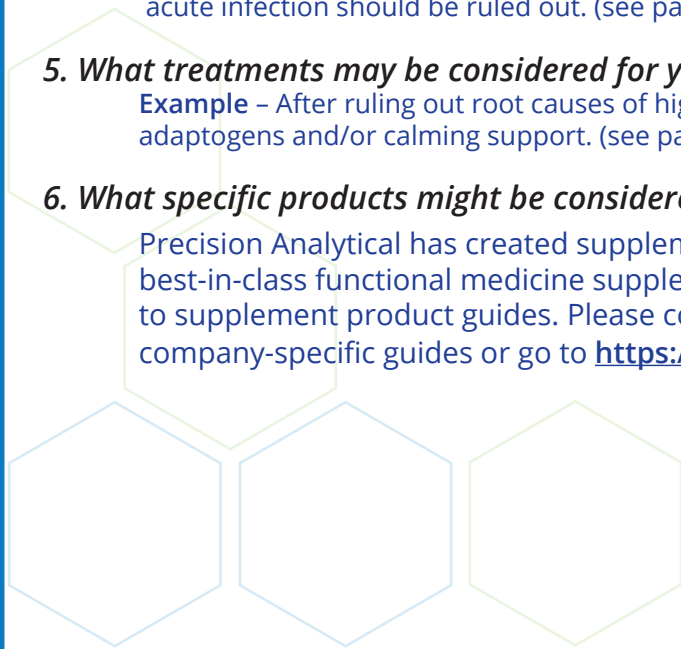 acute infection should be ruled out. (see pa
5. What treatments may be considered for y
Example – After ruling out root causes of hig
adaptogens and/or calming support. (see pa
6. What specific products might be consider
Precision Analytical has created supplem
best-in-class functional medicine supple
to supplement product guides. Please co
company-specific guides or go to https:/